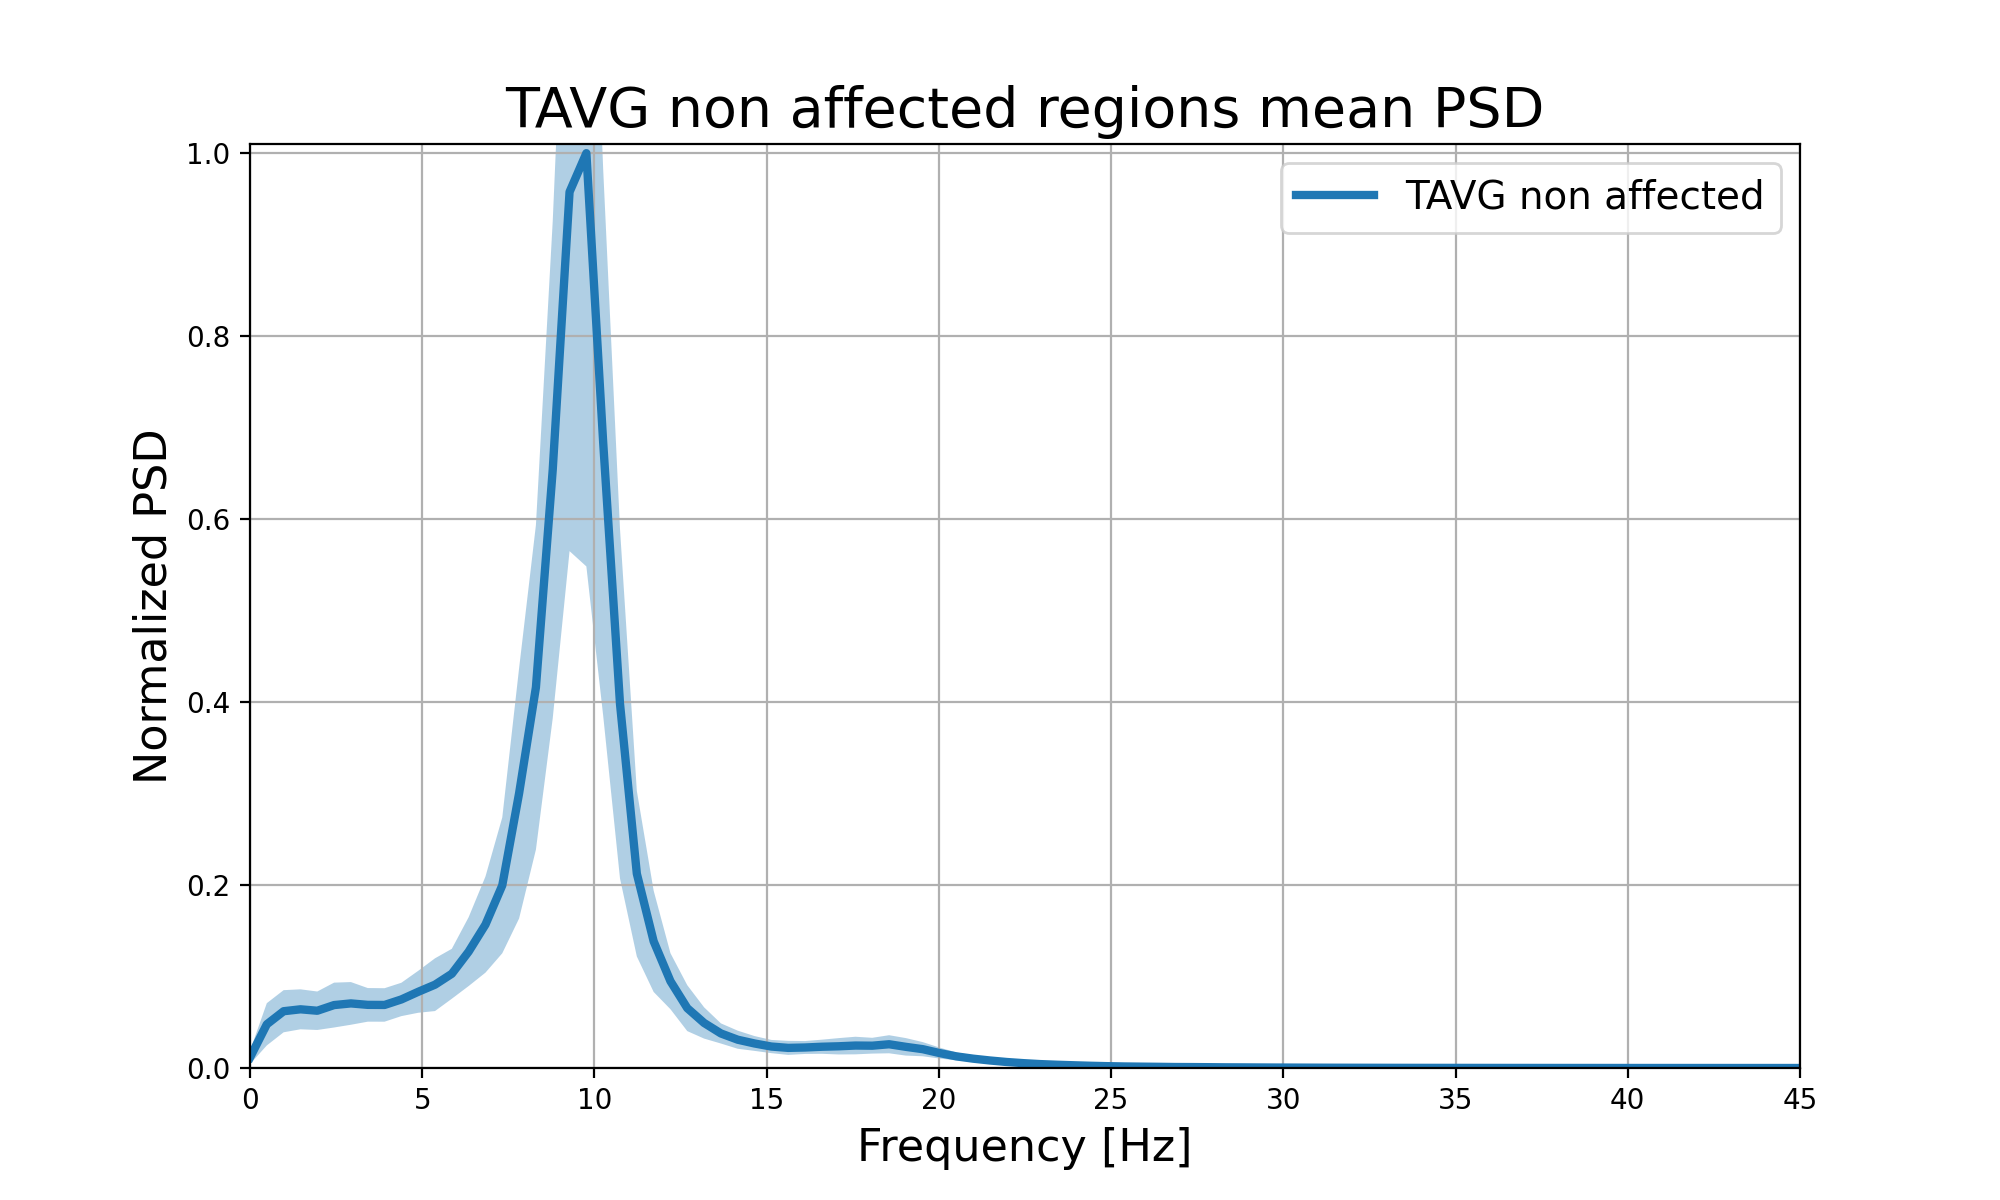 TAVG non affected regions mean PSD
TAVG non affected
Normalized PSD
1.0
0.8
0.6
0.4
0.2
0.0
0 5 10 15 20 25 30 35 40 45
Frequency [Hz]